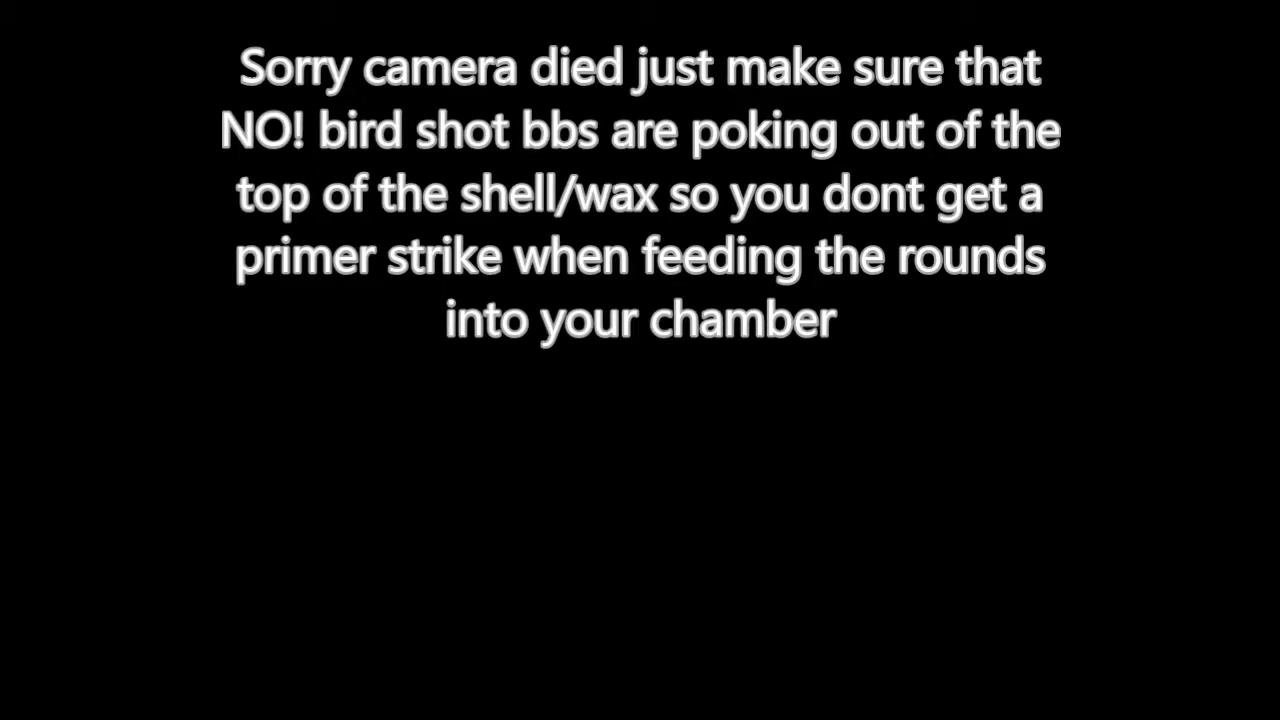 Sorry camera died just make sure that
NO! bird shot bbs are poking out of the
top of the shell/wax so you dont get a
primer strike when feeding the rounds
into your chamber